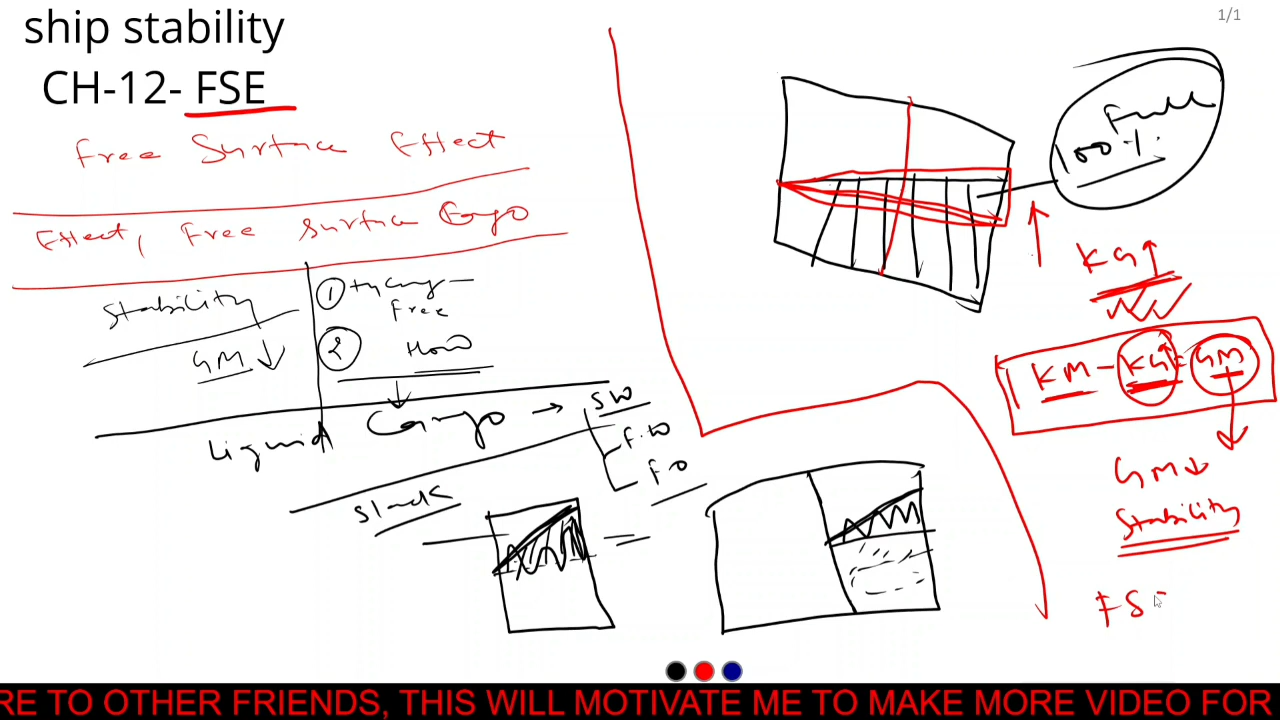 1/1
ship stability
CH-12- FSE
Free Surface Effect
Effect, Free Surface
Stability
GM ↓
①
Free
②
How
Liquid Cargo → SW
F.W
F.O
Slack
Full
100%
KG↑
KM - KG↑ = GM
GM↓
Stability
FS
RE TO OTHER FRIENDS, THIS WILL MOTIVATE ME TO MAKE MORE VIDEO FOR